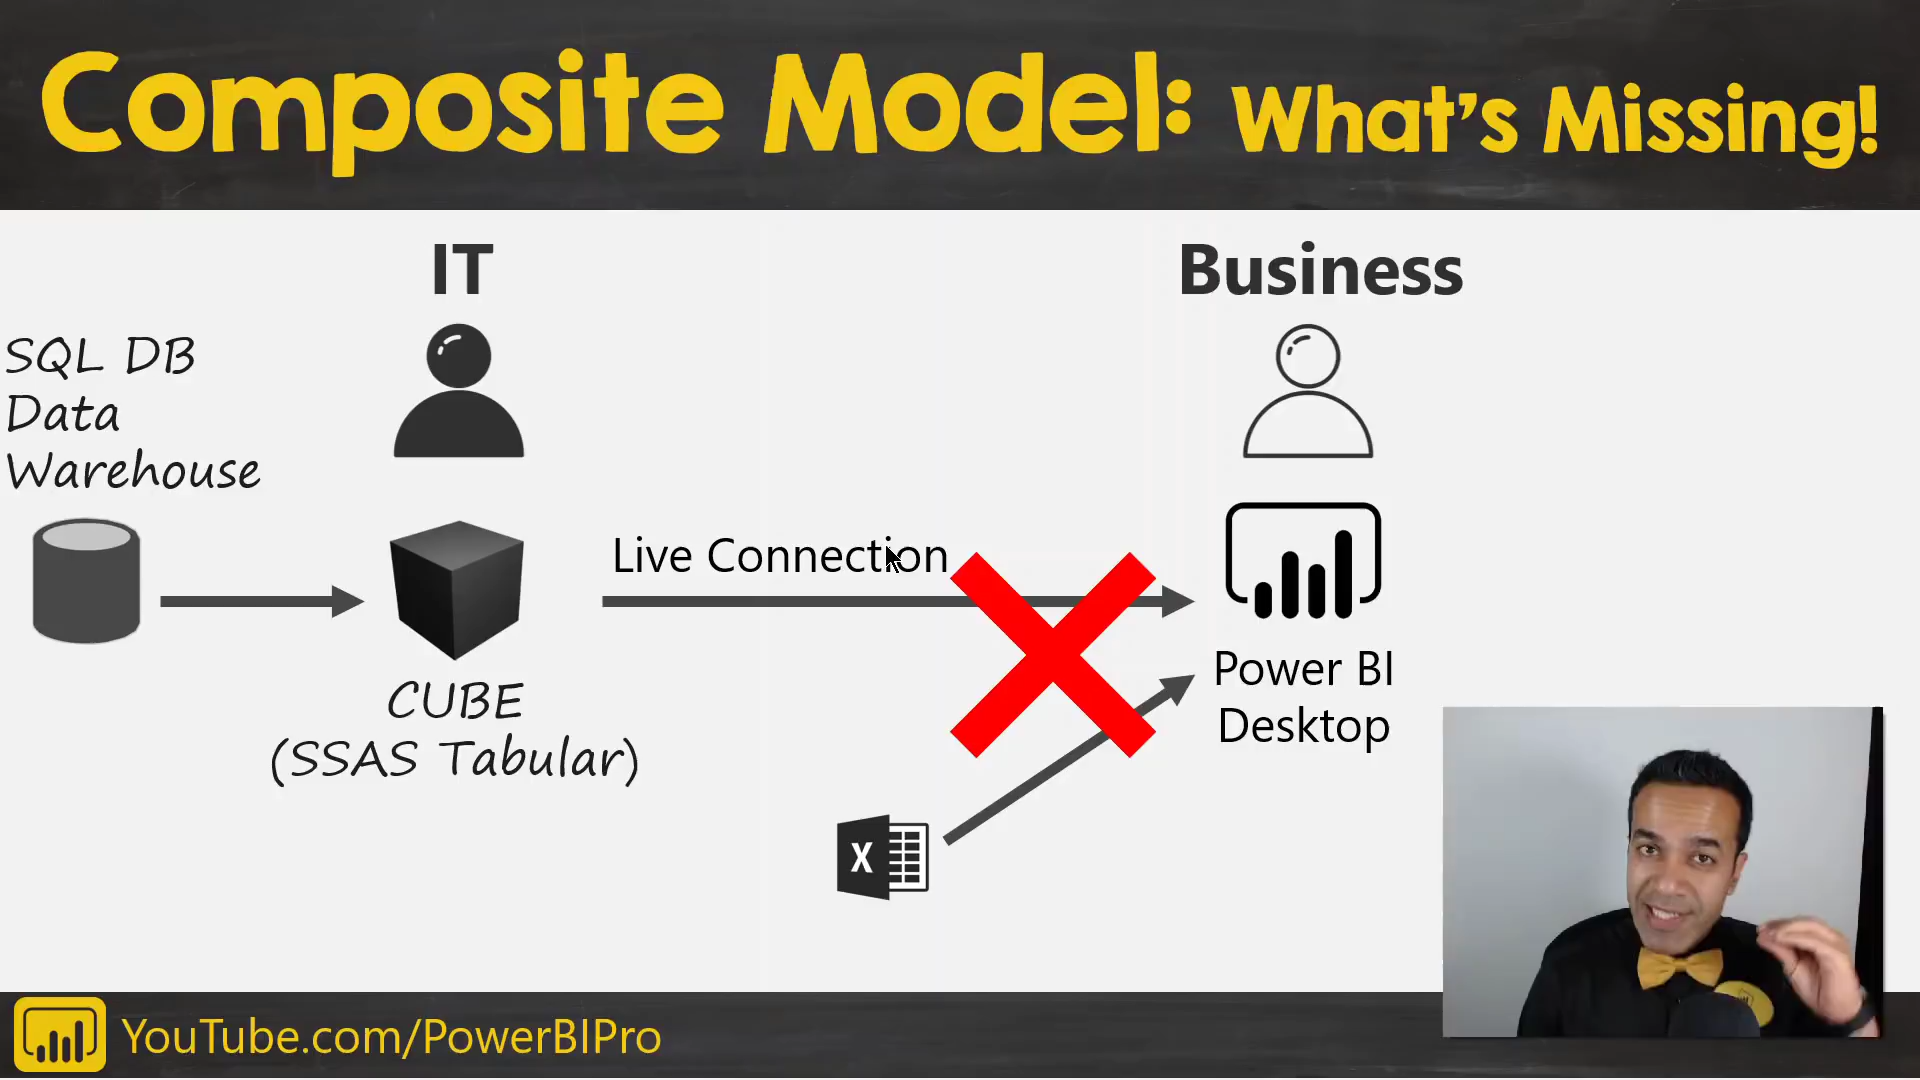 Composite Model: What's Missing!
IT
Business
SQL DB
Data
Warehouse
Live Connection
CUBE
(SSAS Tabular)
Power BI
Desktop
X
YouTube.com/PowerBIPro